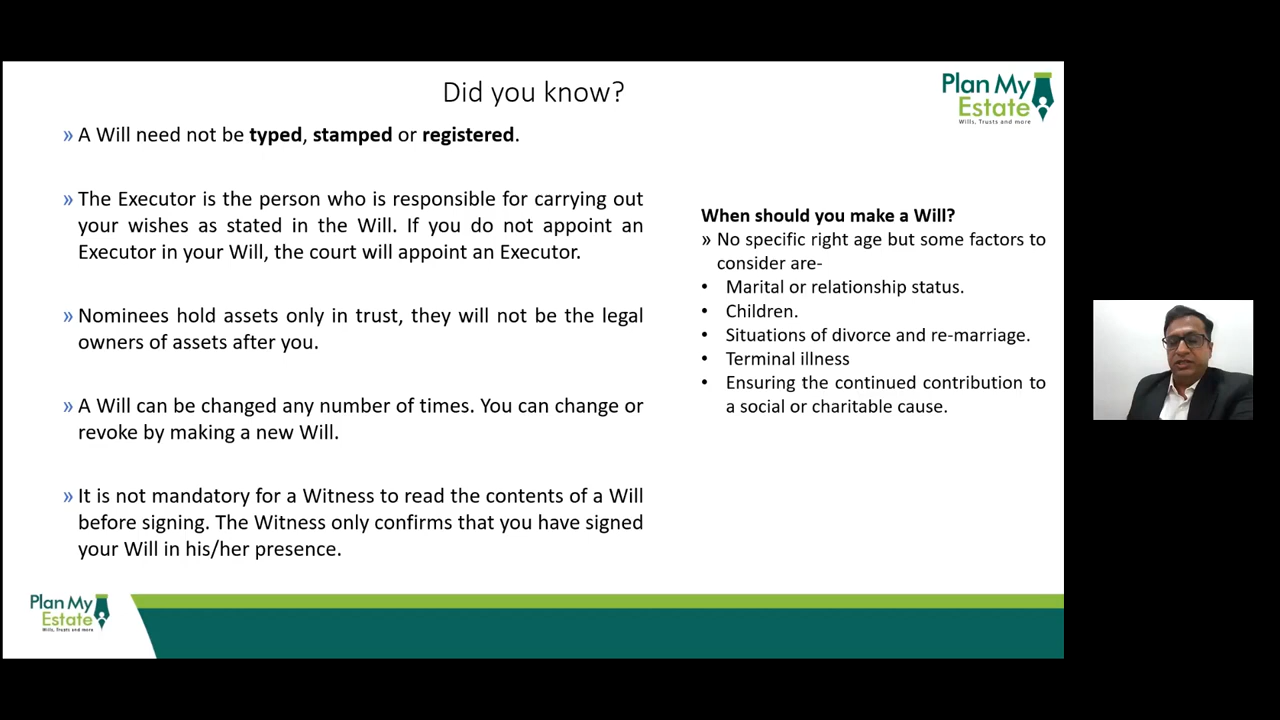 Did you know?
Plan My
Estate
Wills, Trusts and more
» A Will need not be typed, stamped or registered.
» The Executor is the person who is responsible for carrying out
your wishes as stated in the Will. If you do not appoint an
Executor in your Will, the court will appoint an Executor.
» Nominees hold assets only in trust, they will not be the legal
owners of assets after you.
» A Will can be changed any number of times. You can change or
revoke by making a new Will.
» It is not mandatory for a Witness to read the contents of a Will
before signing. The Witness only confirms that you have signed
your Will in his/her presence.
When should you make a Will?
» No specific right age but some factors to
consider are-
• Marital or relationship status.
• Children.
• Situations of divorce and re-marriage.
• Terminal illness
• Ensuring the continued contribution to
a social or charitable cause.
Plan My
Estate
Wills, Trusts and more